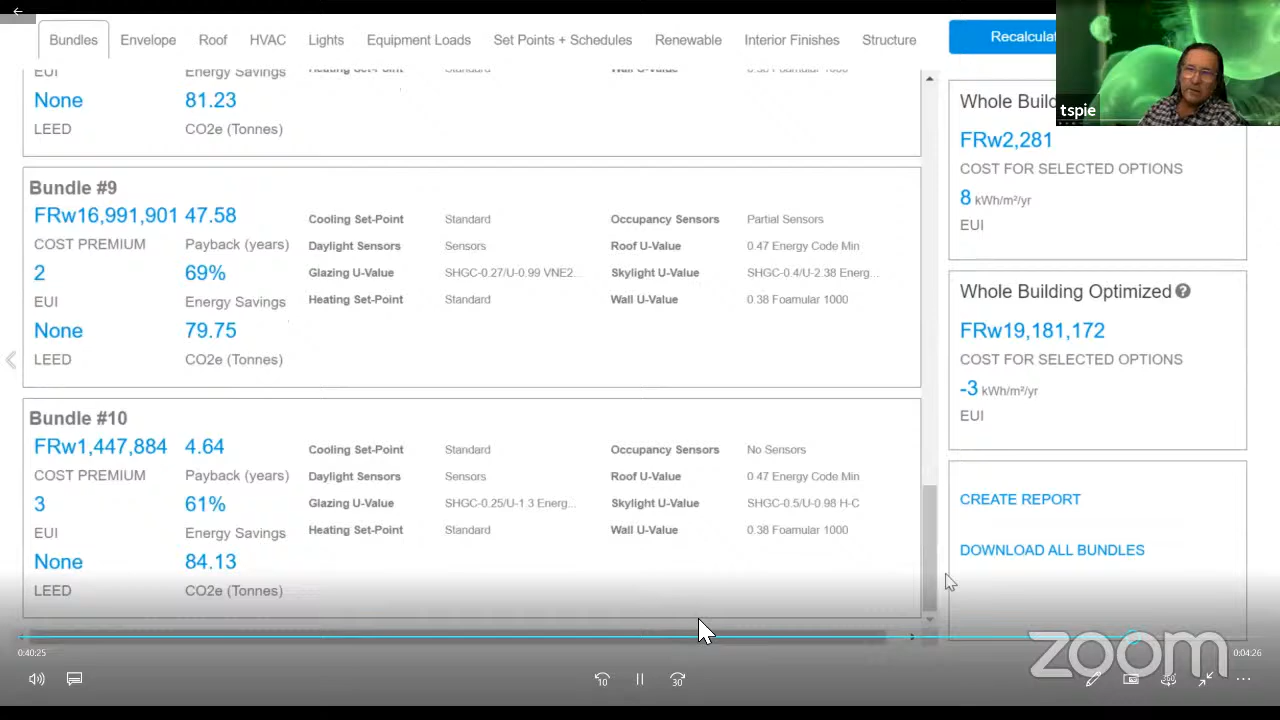 Bundles Envelope Roof HVAC Lights Equipment Loads Set Points + Schedules Renewable Interior Finishes Structure
Recalculat
tspie
EUI Energy Savings
None 81.23
LEED CO2e (Tonnes)
Bundle #9
FRw16,991,901 47.58
COST PREMIUM Payback (years)
2 69%
EUI Energy Savings
None 79.75
LEED CO2e (Tonnes)
Cooling Set-Point Standard
Daylight Sensors Sensors
Glazing U-Value SHGC-0.27/U-0.99 VNE2...
Heating Set-Point Standard
Occupancy Sensors Partial Sensors
Roof U-Value 0.47 Energy Code Min
Skylight U-Value SHGC-0.4/U-2.38 Energ...
Wall U-Value 0.38 Foamular 1000
Bundle #10
FRw1,447,884 4.64
COST PREMIUM Payback (years)
3 61%
EUI Energy Savings
None 84.13
LEED CO2e (Tonnes)
Cooling Set-Point Standard
Daylight Sensors Sensors
Glazing U-Value SHGC-0.25/U-1.3 Energ...
Heating Set-Point Standard
Occupancy Sensors No Sensors
Roof U-Value 0.47 Energy Code Min
Skylight U-Value SHGC-0.5/U-0.98 H-C
Wall U-Value 0.38 Foamular 1000
Whole Buil
FRw2,281
COST FOR SELECTED OPTIONS
8 kWh/m²/yr
EUI
Whole Building Optimized ?
FRw19,181,172
COST FOR SELECTED OPTIONS
-3 kWh/m²/yr
EUI
CREATE REPORT
DOWNLOAD ALL BUNDLES
zoom
0:40:25 0:04:26
10 30